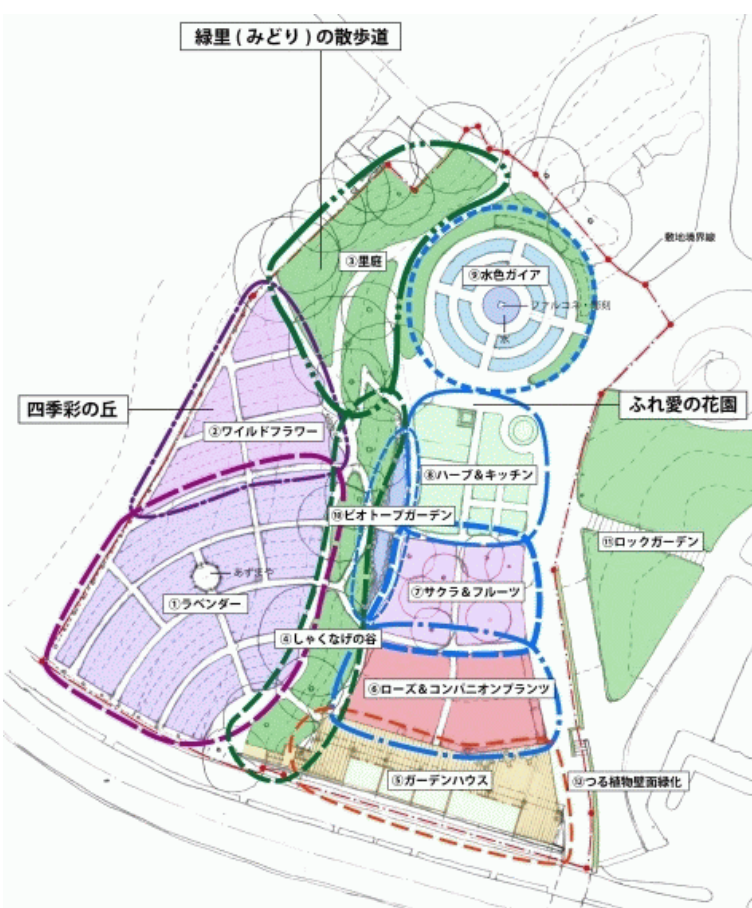 緑里(みどり)の散歩道
敷地境界線
③里庭
⑨水色ガイア
ファルコネ・彫刻
水
四季彩の丘
ふれ愛の花園
②ワイルドフラワー
⑧ハーブ&キッチン
⑩ビオトープガーデン
⑪ロックガーデン
あずまや
①ラベンダー
⑦サクラ&フルーツ
④しゃくなげの谷
⑥ローズ&コンパニオンプランツ
⑤ガーデンハウス
⑫つる植物壁面緑化